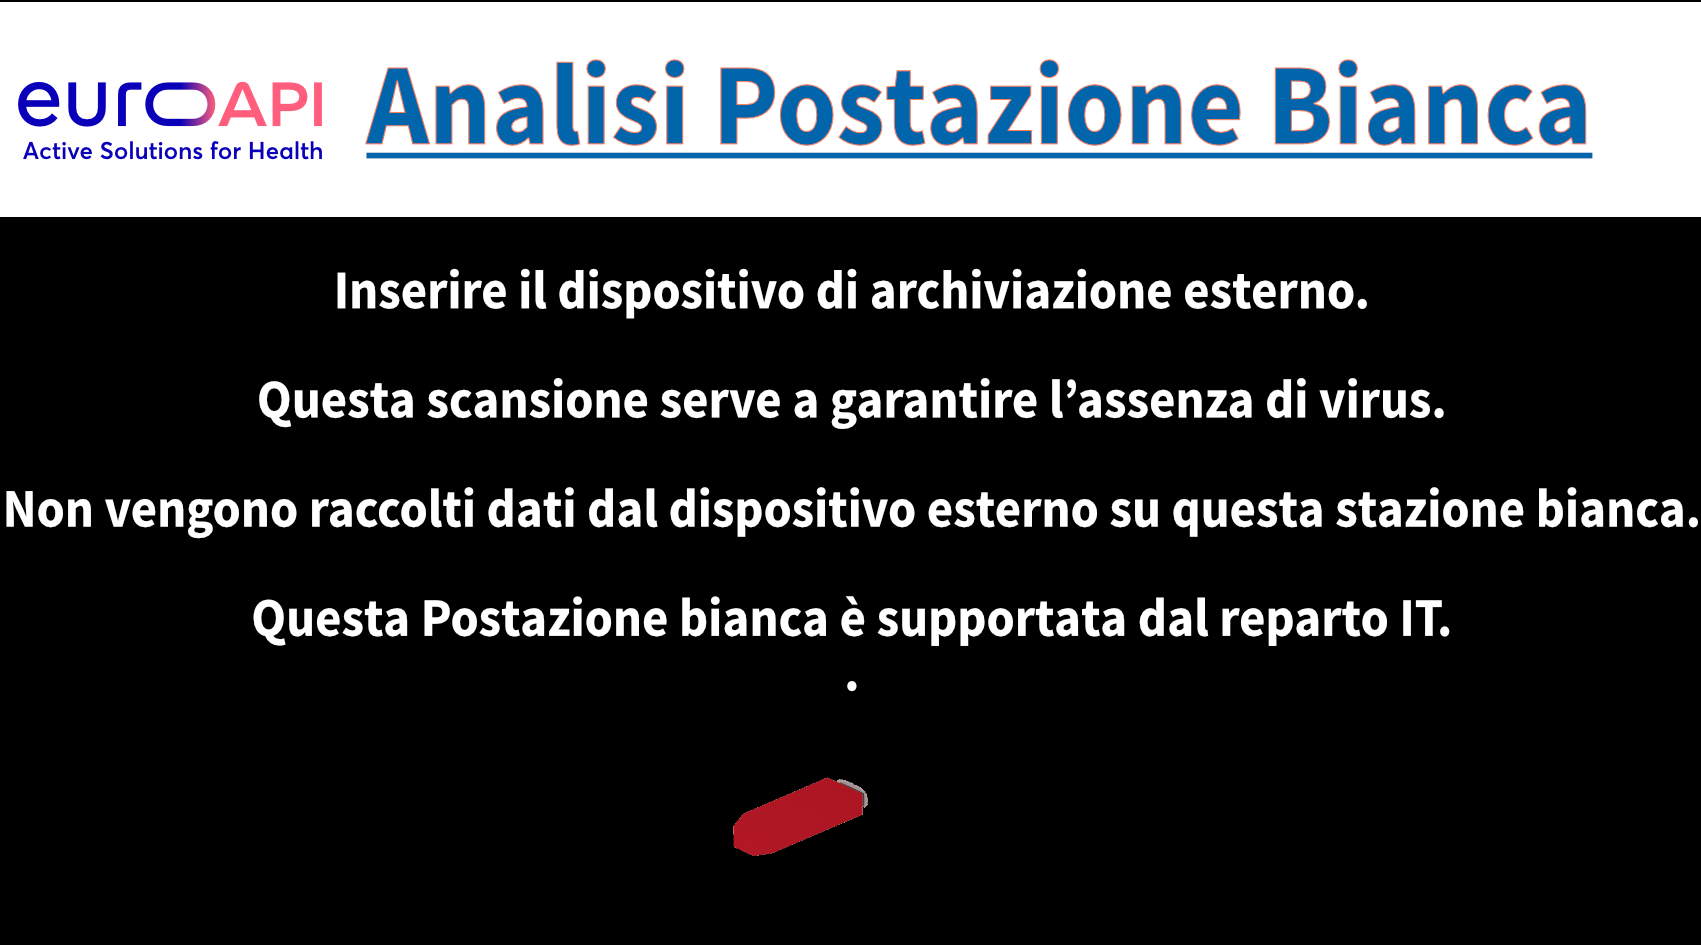 euroAPI
Active Solutions for Health
Analisi Postazione Bianca
Inserire il dispositivo di archiviazione esterno.
Questa scansione serve a garantire l’assenza di virus.
Non vengono raccolti dati dal dispositivo esterno su questa stazione bianca.
Questa Postazione bianca è supportata dal reparto IT.
.